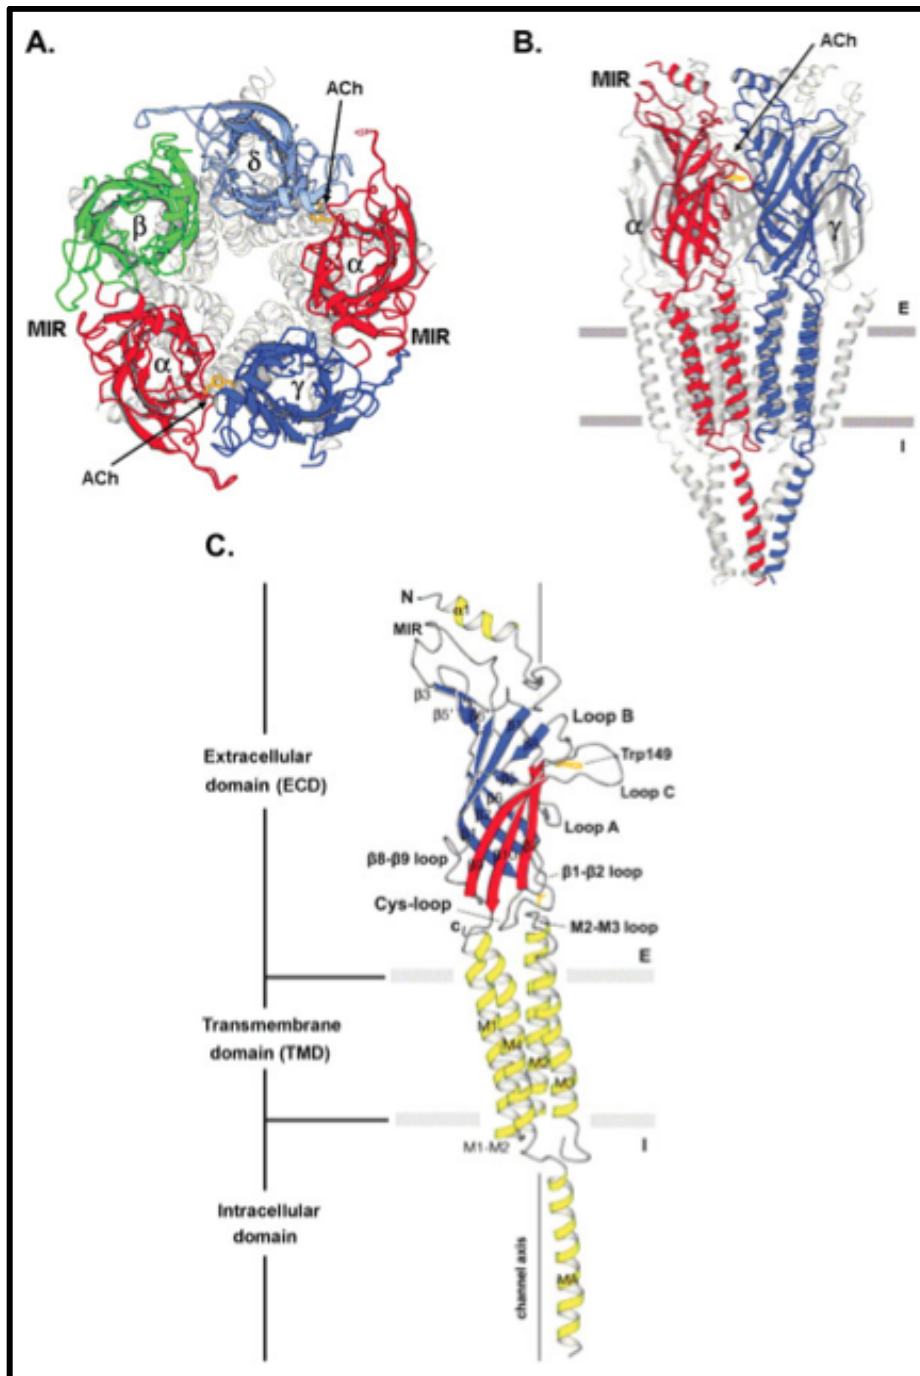 A.
ACh
δ
β
α
MIR
MIR
α
γ
ACh
B.
ACh
MIR
α
γ
E
I
C.
N
α1
MIR
β3
β5'
Loop B
Trp149
Loop C
Loop A
β8-β9 loop
β1-β2 loop
Cys-loop
C
M2-M3 loop
E
Extracellular
domain (ECD)
M1
M4
M2
M3
Transmembrane
domain (TMD)
M1-M2
I
Intracellular
domain
channel axis
MA